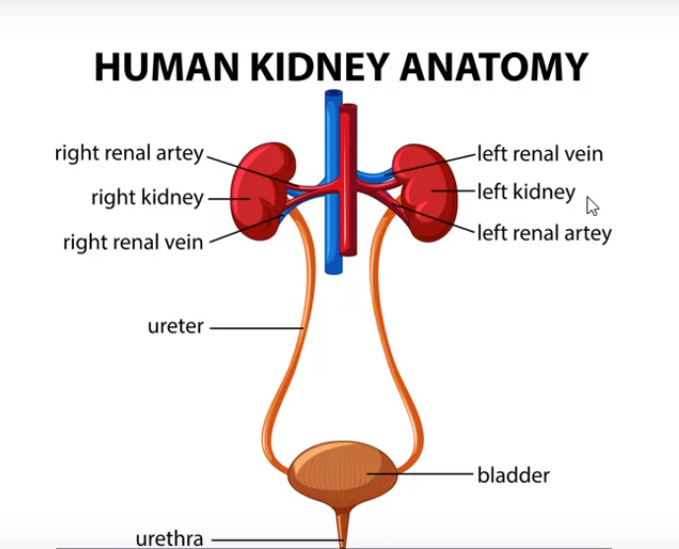 HUMAN KIDNEY ANATOMY
right renal artey
right kidney
right renal vein
left renal vein
left kidney
left renal artey
ureter
bladder
urethra